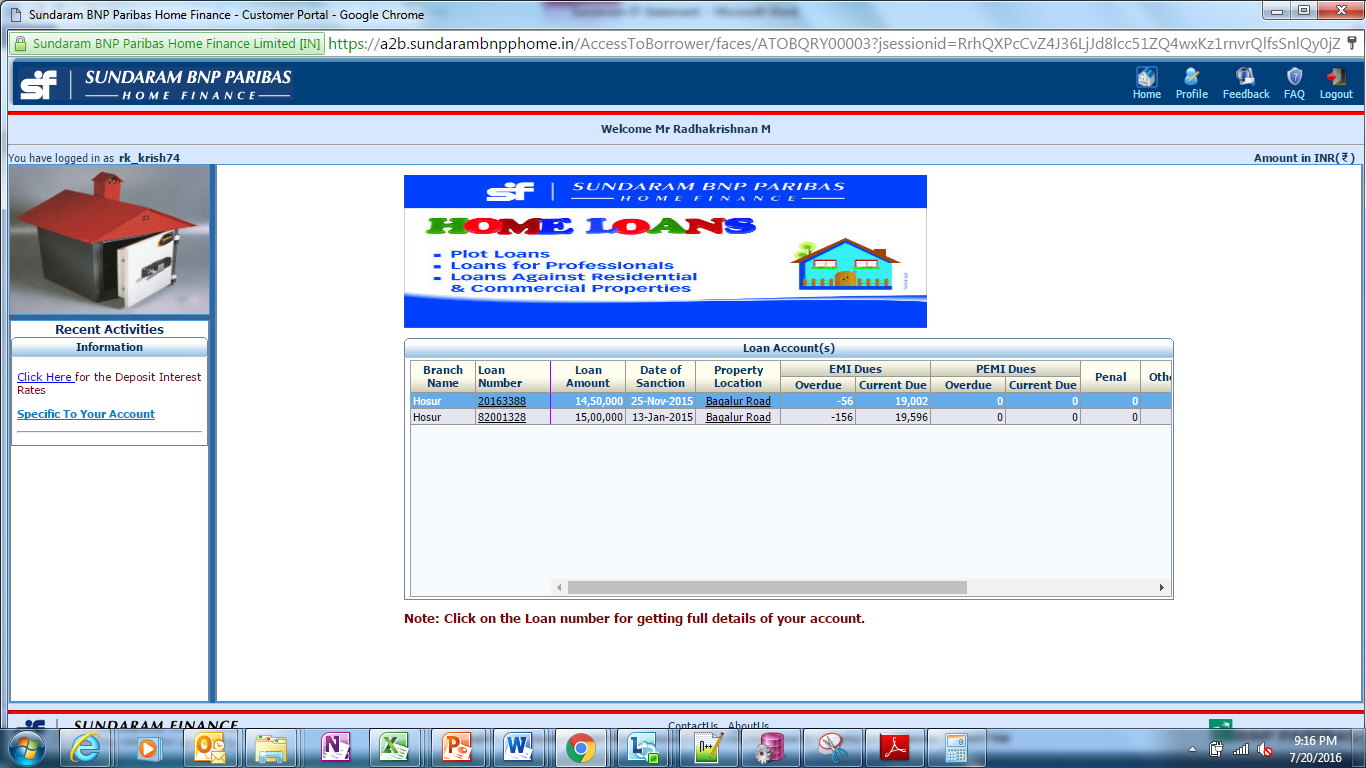 Sundaram BNP Paribas Home Finance - Customer Portal - Google Chrome
Sundaram BNP Paribas Home Finance Limited [IN] https://a2b.sundarambnpphome.in/AccessToBorrower/faces/ATOBQRY00003?jsessionid=RrhQXPcCvZ4J36LjJd8lcc51ZQ4wxKz1rnvrQlfsSnlQy0jZ
sf | SUNDARAM BNP PARIBAS
HOME FINANCE
Home Profile Feedback FAQ Logout
Welcome Mr Radhakrishnan M
You have logged in as rk_krish74
Amount in INR(₹)
sf | SUNDARAM BNP PARIBAS
HOME FINANCE
HOME LOANS
Plot Loans
Loans for Professionals
Loans Against Residential
& Commercial Properties
Recent Activities
Information
Click Here for the Deposit Interest
Rates
Specific To Your Account
Loan Account(s)
Branch Name Loan Number Loan Amount Date of Sanction Property Location EMI Dues PEMI Dues Penal Othe
Overdue Current Due Overdue Current Due
Hosur 20163388 14,50,000 25-Nov-2015 Bagalur Road -56 19,002 0 0 0
Hosur 82001328 15,00,000 13-Jan-2015 Bagalur Road -156 19,596 0 0 0
Note: Click on the Loan number for getting full details of your account.
SUNDARAM FINANCE
ContactUs AboutUs
9:16 PM
7/20/2016